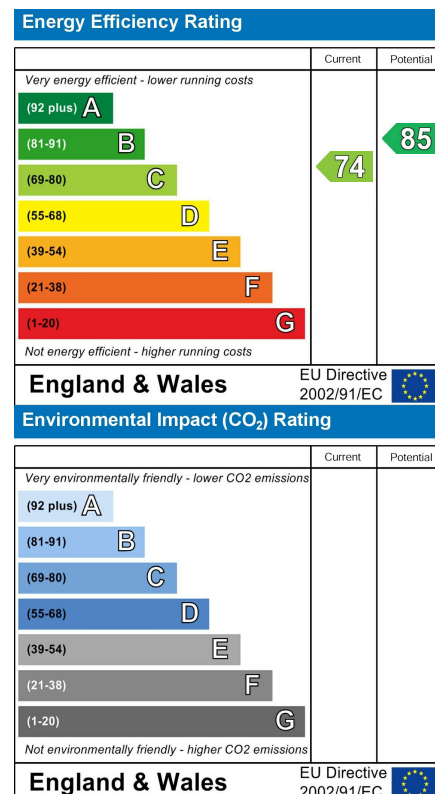 Energy Efficiency Rating
Current Potential
Very energy efficient - lower running costs
(92 plus) A
(81-91) B
85
(69-80) C
74
(55-68) D
(39-54) E
(21-38) F
(1-20) G
Not energy efficient - higher running costs
England & Wales
EU Directive
2002/91/EC
Environmental Impact (CO₂) Rating
Current Potential
Very environmentally friendly - lower CO2 emissions
(92 plus) A
(81-91) B
(69-80) C
(55-68) D
(39-54) E
(21-38) F
(1-20) G
Not environmentally friendly - higher CO2 emissions
England & Wales
EU Directive
2002/91/EC